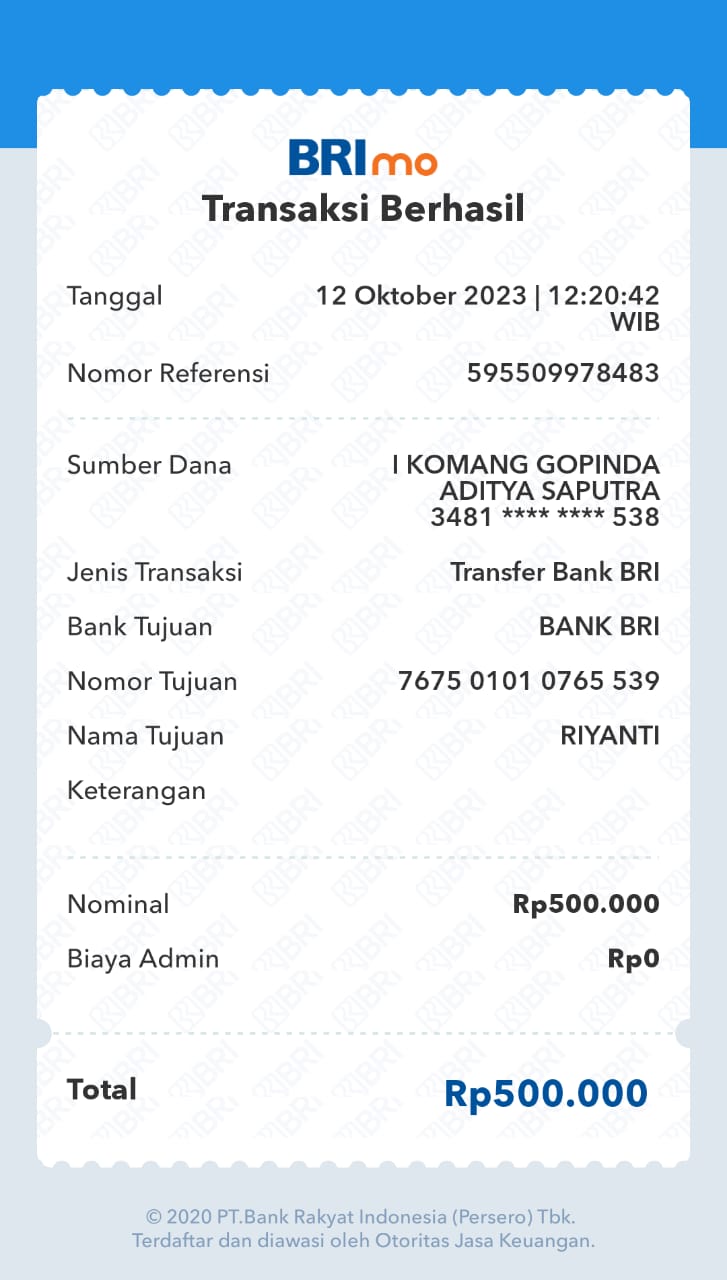 BRImo
Transaksi Berhasil
Tanggal 12 Oktober 2023 | 12:20:42
WIB
Nomor Referensi 595509978483
Sumber Dana I KOMANG GOPINDA
ADITYA SAPUTRA
3481 **** **** 538
Jenis Transaksi Transfer Bank BRI
Bank Tujuan BANK BRI
Nomor Tujuan 7675 0101 0765 539
Nama Tujuan RIYANTI
Keterangan
Nominal Rp500.000
Biaya Admin Rp0
Total Rp500.000
© 2020 PT.Bank Rakyat Indonesia (Persero) Tbk.
Terdaftar dan diawasi oleh Otoritas Jasa Keuangan.